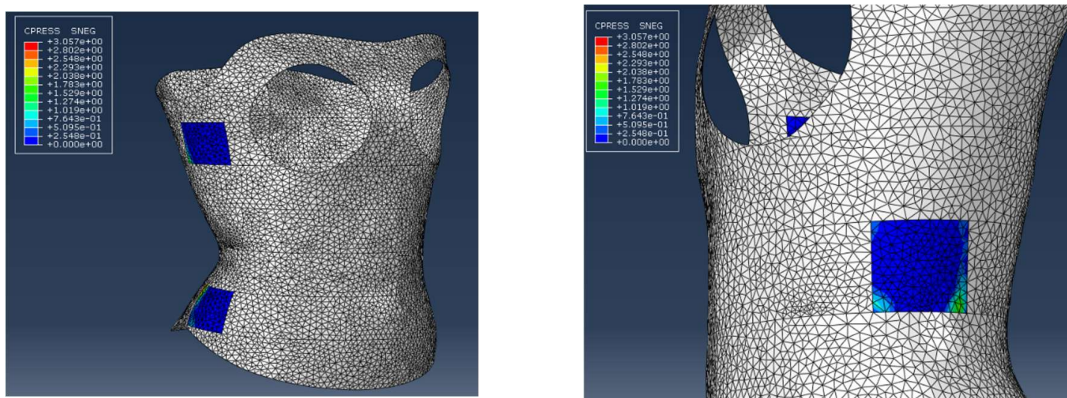 CPRESS SNEG
+3.057e+00
+2.802e+00
+2.548e+00
+2.293e+00
+2.038e+00
+1.783e+00
+1.529e+00
+1.274e+00
+1.019e+00
+7.643e-01
+5.095e-01
+2.548e-01
+0.000e+00
CPRESS SNEG
+3.057e+00
+2.802e+00
+2.548e+00
+2.293e+00
+2.038e+00
+1.783e+00
+1.529e+00
+1.274e+00
+1.019e+00
+7.643e-01
+5.095e-01
+2.548e-01
+0.000e+00